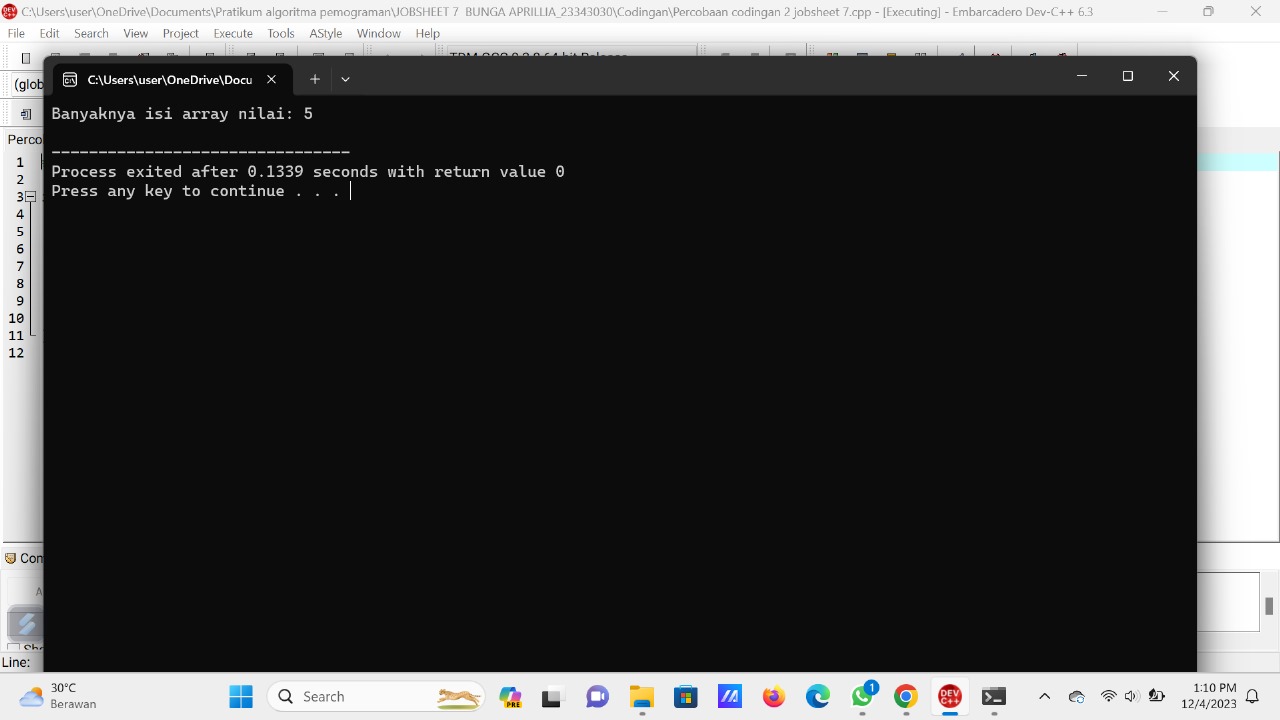 C:\Users\user\OneDrive\Documents\Pratikum algoritma pemograman\JOBSHEET 7 BUNGA APRILLIA_23343030\Codingan\Percobaan codingan 2 jobsheet 7.cpp - [Executing] - Embarcadero Dev-C++ 6.3
File Edit Search View Project Execute Tools AStyle Window Help
(glob
C:\Users\user\OneDrive\Docu
Banyaknya isi array nilai: 5
--------------------------------
Process exited after 0.1339 seconds with return value 0
Press any key to continue . . .
Perco
1
2
3
4
5
6
7
8
9
10
11
12
Con
A
Line:
30°C
Berawan
Search
PRE
1
DEV C++
1:10 PM
12/4/2023